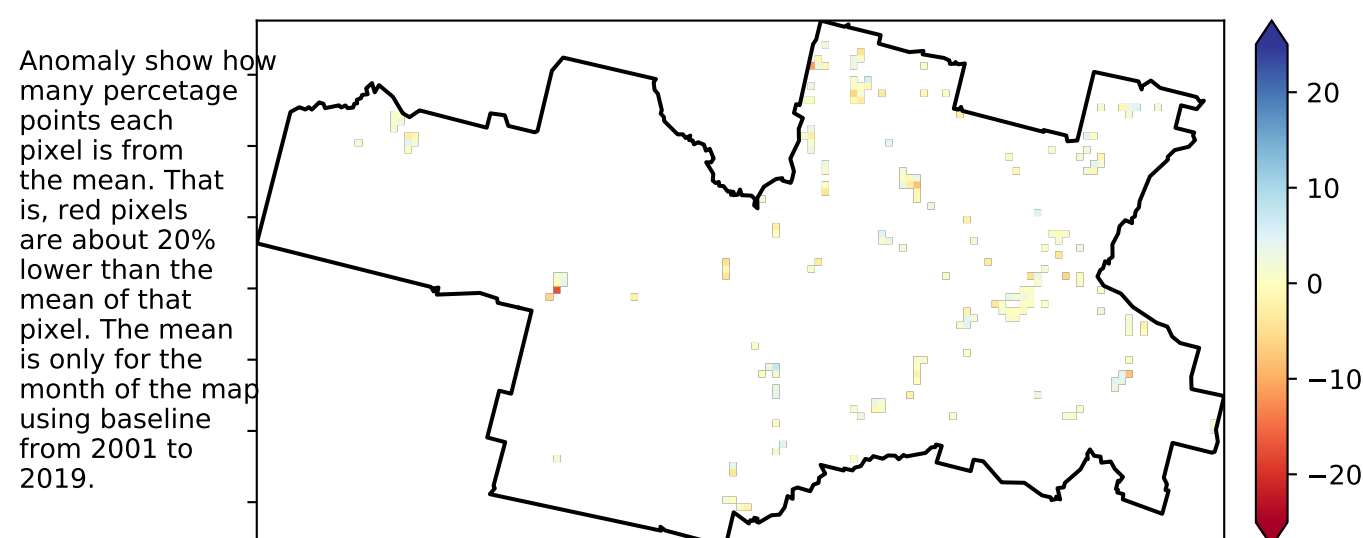 Anomaly show how
many percetage
points each
pixel is from
the mean. That
is, red pixels
are about 20%
lower than the
mean of that
pixel. The mean
is only for the
month of the map
using baseline
from 2001 to
2019.
20
10
0
−10
−20